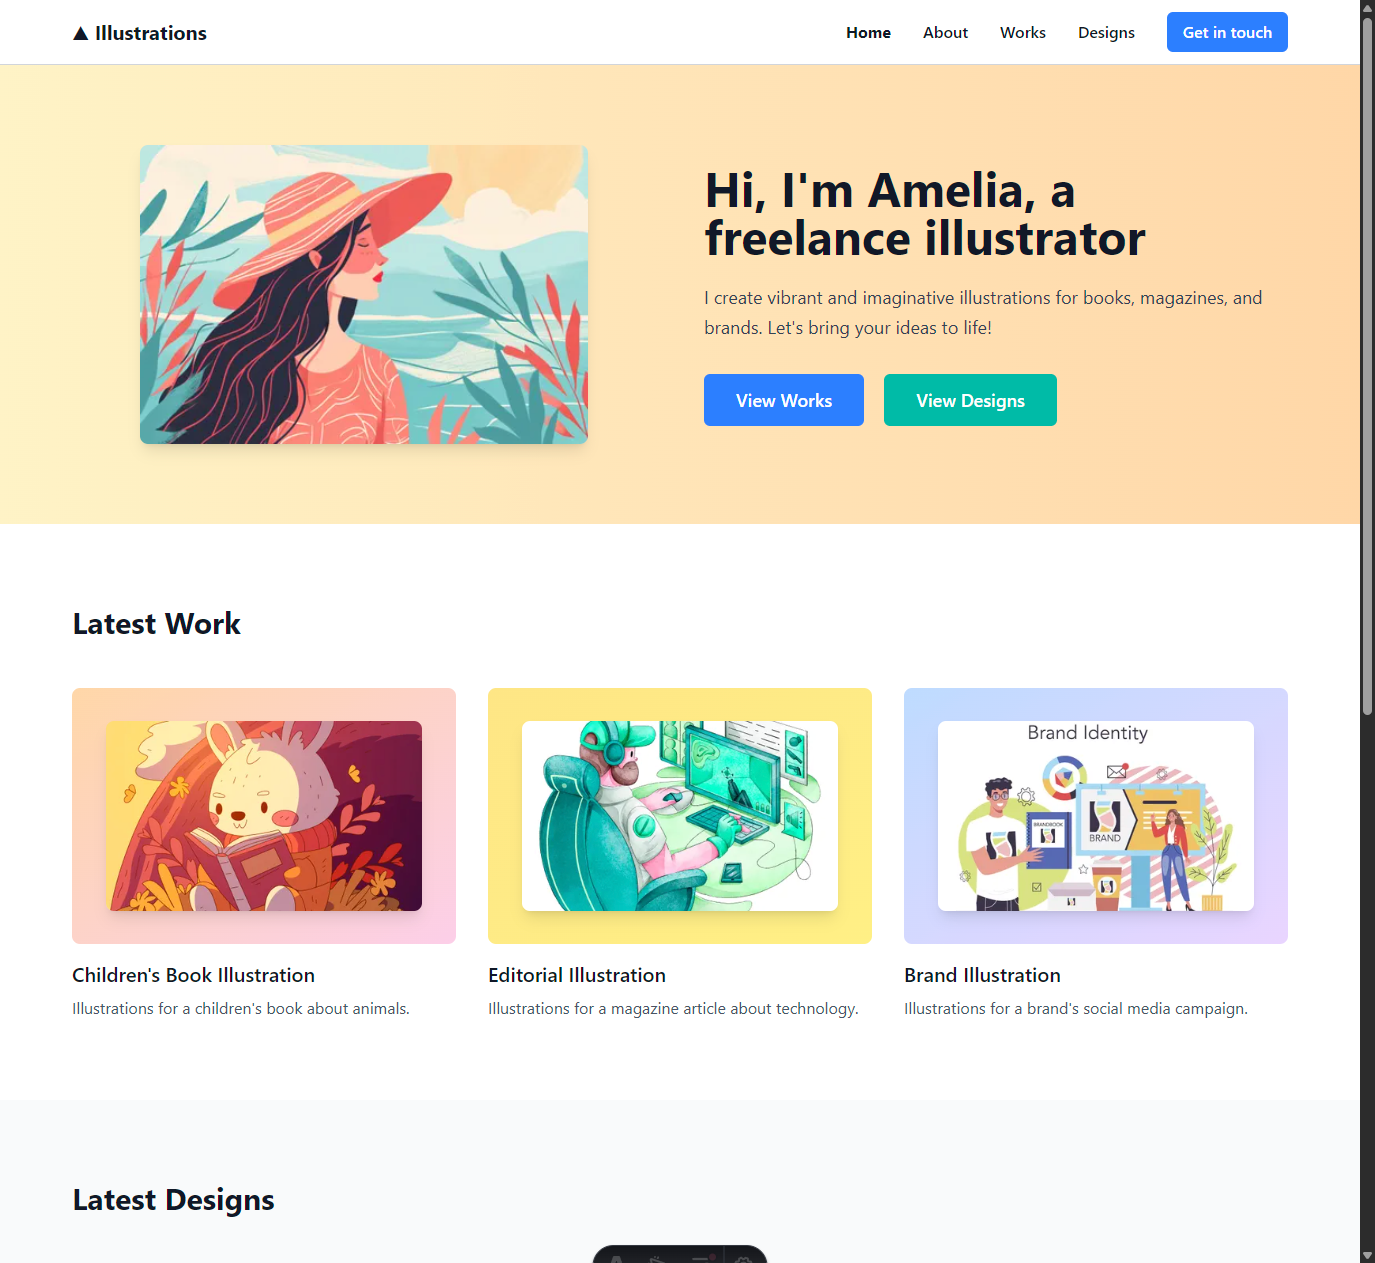 ▲ Illustrations
Home
About
Works
Designs
Get in touch
Hi, I'm Amelia, a
freelance illustrator
I create vibrant and imaginative illustrations for books, magazines, and
brands. Let's bring your ideas to life!
View Works
View Designs
Latest Work
Brand Identity
BRANDBOOK
BRAND
Children's Book Illustration
Illustrations for a children's book about animals.
Editorial Illustration
Illustrations for a magazine article about technology.
Brand Illustration
Illustrations for a brand's social media campaign.
Latest Designs